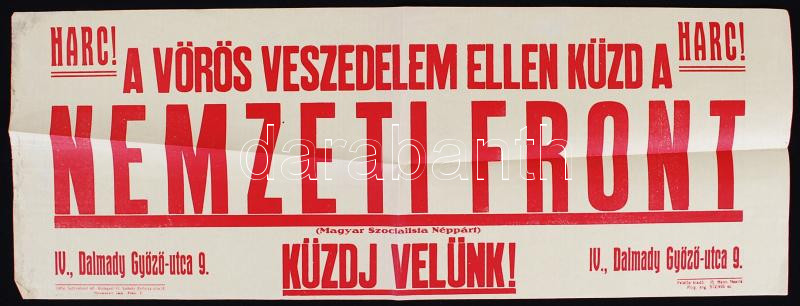 HARC!
HARC!
A VÖRÖS VESZEDELEM ELLEN KÜZD A
NEMZETI FRONT
darabanth
(Magyar Szocialista Néppárt)
KÜZDJ VELÜNK!
IV., Dalmady Győző-utca 9.
IV., Dalmady Győző-utca 9.